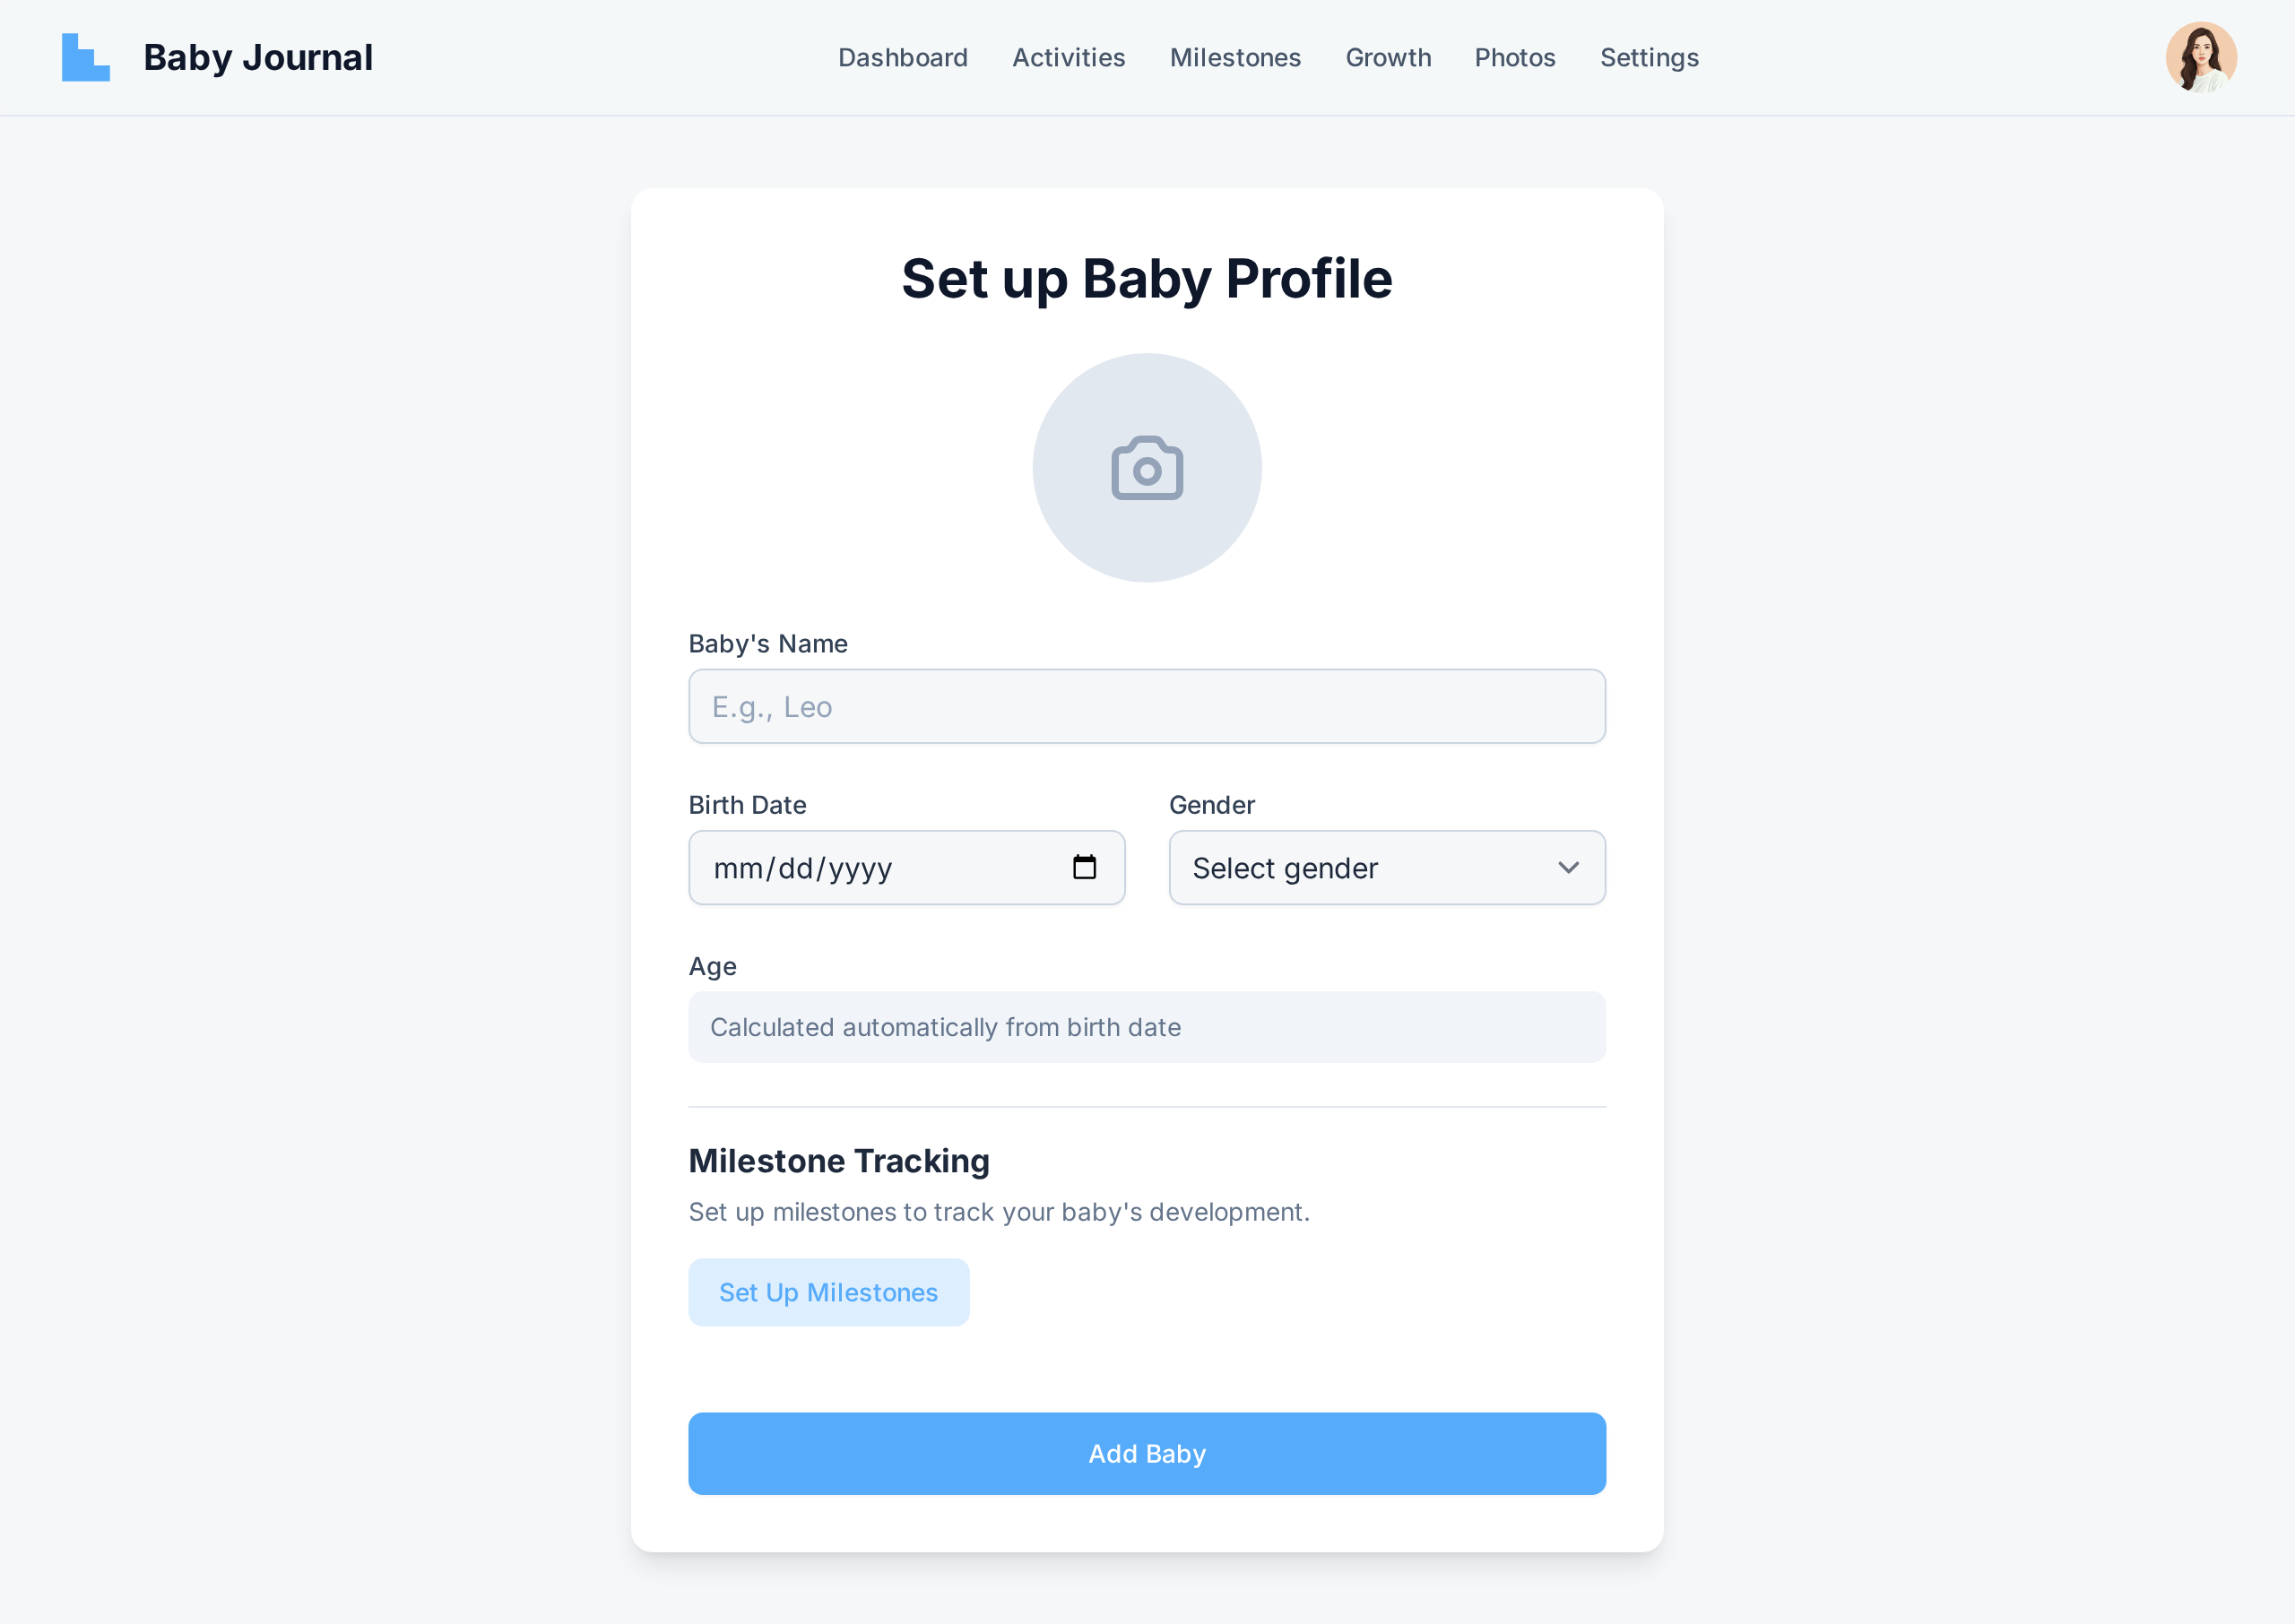 Baby Journal
Dashboard Activities Milestones Growth Photos Settings
Set up Baby Profile
Baby's Name
E.g., Leo
Birth Date Gender
mm/dd/yyyy Select gender
Age
Calculated automatically from birth date
Milestone Tracking
Set up milestones to track your baby's development.
Set Up Milestones
Add Baby